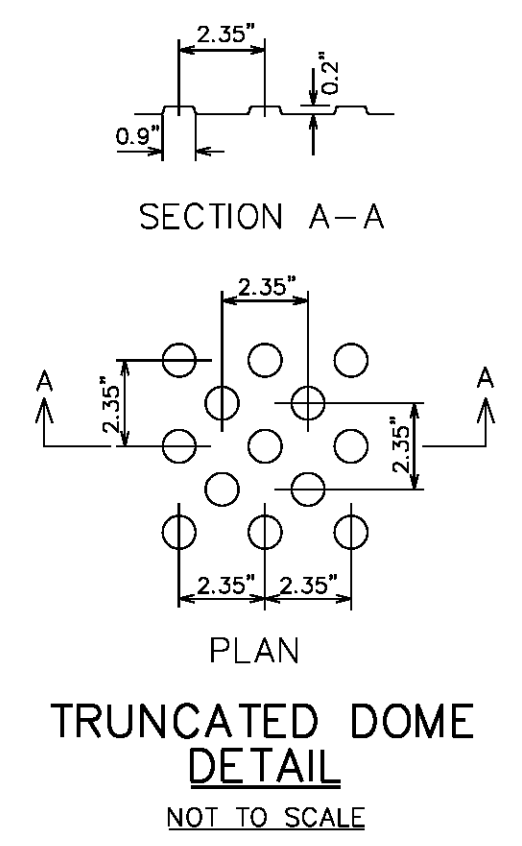 2.35"
0.2"
0.9"
SECTION A-A
2.35"
A
A
2.35"
2.35"
2.35"
2.35"
PLAN
TRUNCATED DOME
DETAIL
NOT TO SCALE